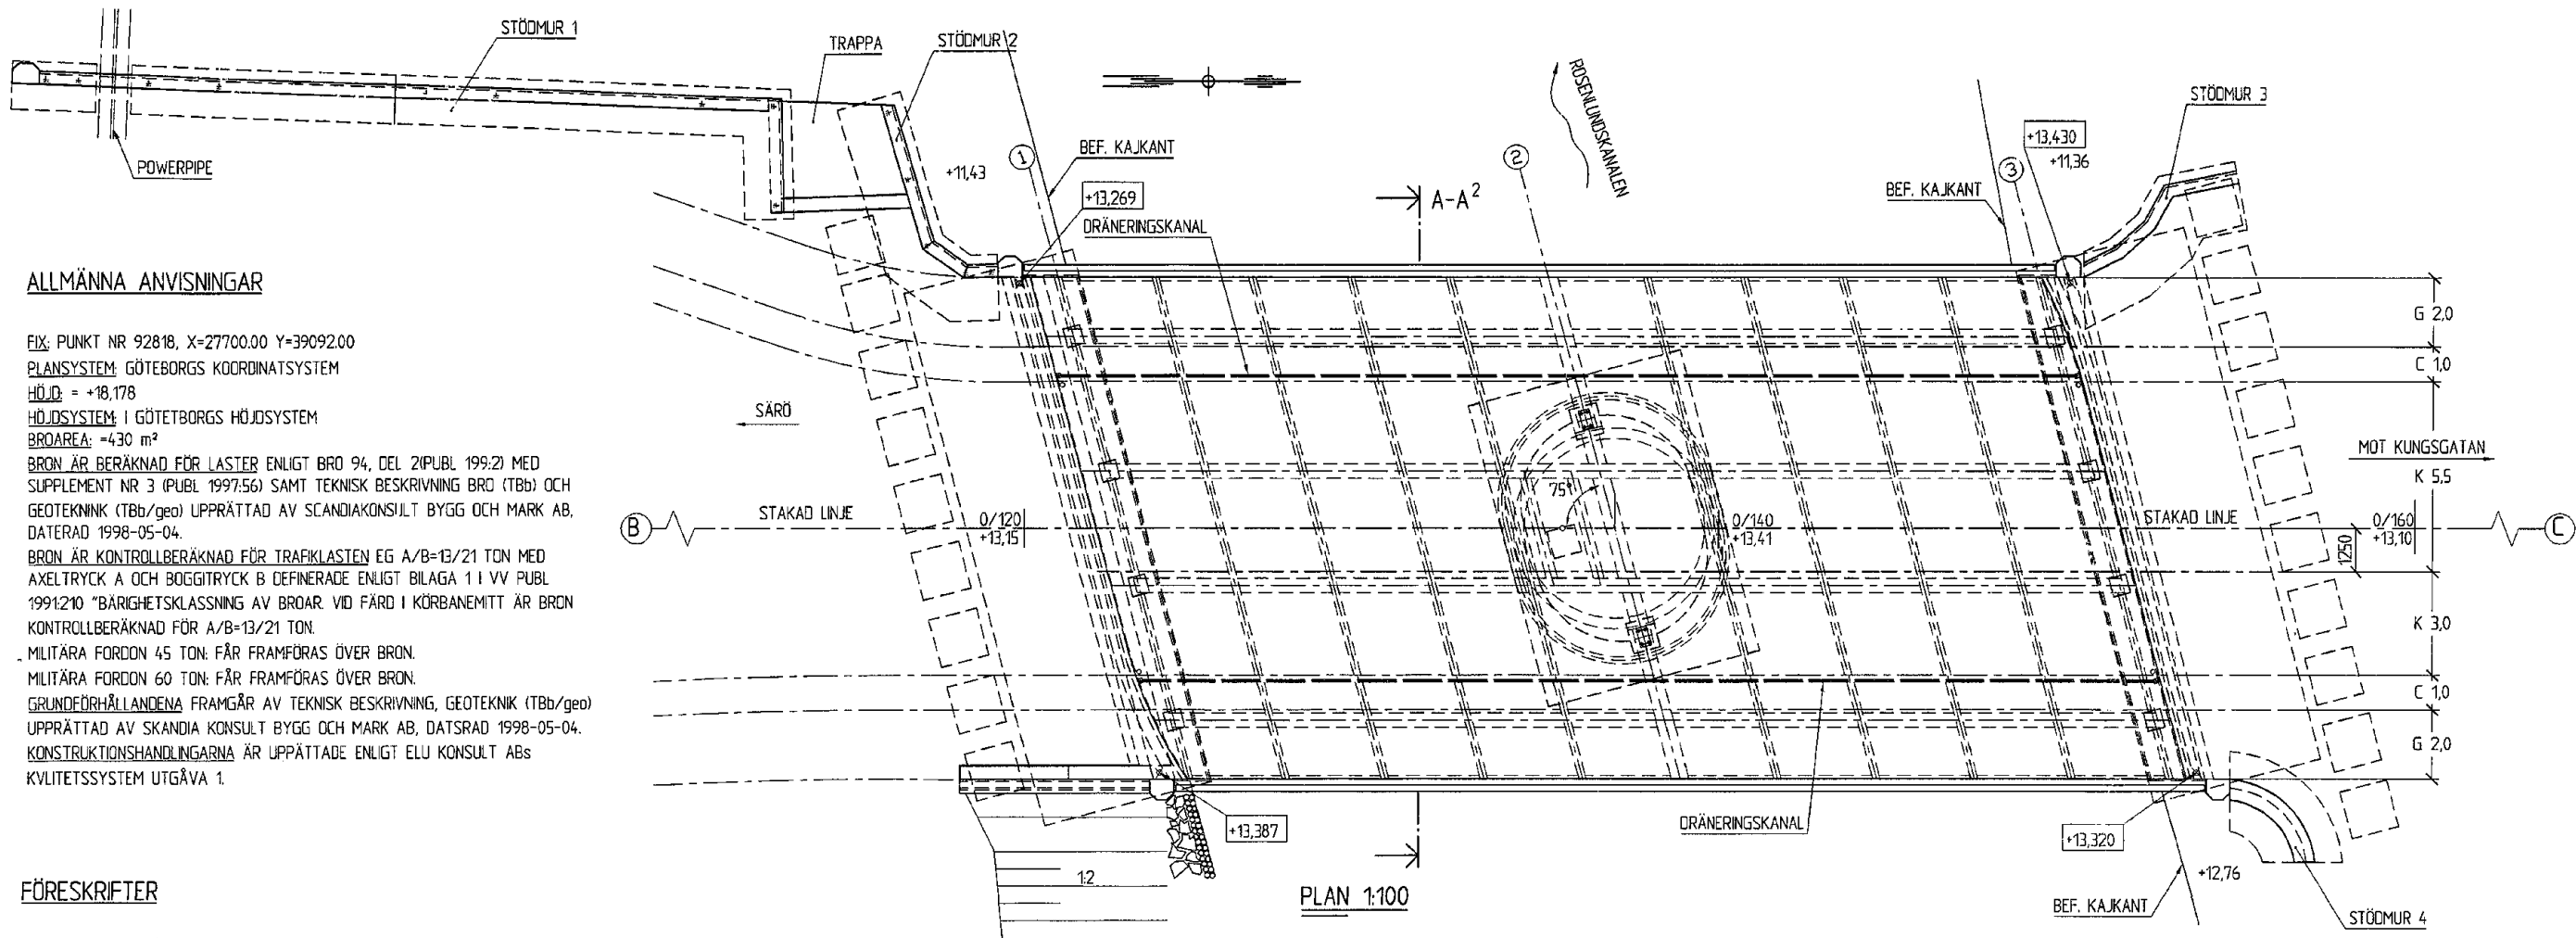 STÖDMUR 1
TRAPPA
STÖDMUR 2
POWERPIPE
+11,43
1
BEF. KAJKANT
+13,269
DRÄNERINGSKANAL
A-A²
2
ROSENLUNDSKANALEN
BEF. KAJKANT
3
+13,430
+11,36
STÖDMUR 3
ALLMÄNNA ANVISNINGAR
FIX: PUNKT NR 92818, X=27700.00 Y=39092.00
PLANSYSTEM: GÖTEBORGS KOORDINATSYSTEM
HÖJD: = +18,178
HÖJDSYSTEM: I GÖTETBORGS HÖJDSYSTEM
BROAREA: =430 m²
BRON ÄR BERÄKNAD FÖR LASTER ENLIGT BRO 94, DEL 2(PUBL 199:2) MED
SUPPLEMENT NR 3 (PUBL 1997:56) SAMT TEKNISK BESKRIVNING BRO (TBb) OCH
GEOTEKNINK (TBb/geo) UPPRÄTTAD AV SCANDIAKONSULT BYGG OCH MARK AB,
DATERAD 1998-05-04.
BRON ÄR KONTROLLBERÄKNAD FÖR TRAFIKLASTEN EG A/B=13/21 TON MED
AXELTRYCK A OCH BOGGITRYCK B DEFINERADE ENLIGT BILAGA 1 I VV PUBL
1991:210 "BÄRIGHETSKLASSNING AV BROAR. VID FÄRD I KÖRBANEMITT ÄR BRON
KONTROLLBERÄKNAD FÖR A/B=13/21 TON.
MILITÄRA FORDON 45 TON: FÅR FRAMFÖRAS ÖVER BRON.
MILITÄRA FORDON 60 TON: FÅR FRAMFÖRAS ÖVER BRON.
GRUNDFÖRHÅLLANDENA FRAMGÅR AV TEKNISK BESKRIVNING, GEOTEKNIK (TBb/geo)
UPPRÄTTAD AV SKANDIA KONSULT BYGG OCH MARK AB, DATSRAD 1998-05-04.
KONSTRUKTIONSHANDLINGARNA ÄR UPPÄTTADE ENLIGT ELU KONSULT ABs
KVLITETSSYSTEM UTGÅVA 1.
FÖRESKRIFTER
SÄRÖ
B
STAKAD LINJE
0/120
+13,15
75°
0/140
+13,41
STAKAD LINJE
0/160
+13,10
C
1250
MOT KUNGSGATAN
G 2,0
C 1,0
K 5,5
K 3,0
C 1,0
G 2,0
+13,387
1:2
DRÄNERINGSKANAL
+13,320
+12,76
PLAN 1:100
BEF. KAJKANT
STÖDMUR 4